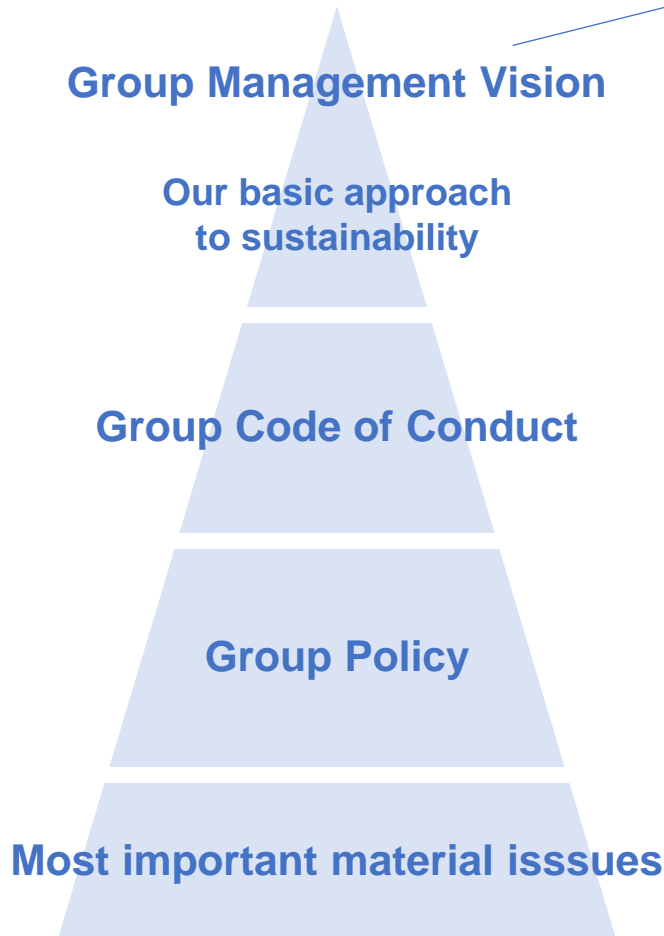 Group Management Vision
Our basic approach
to sustainability
Group Code of Conduct
Group Policy
Most important material isssues